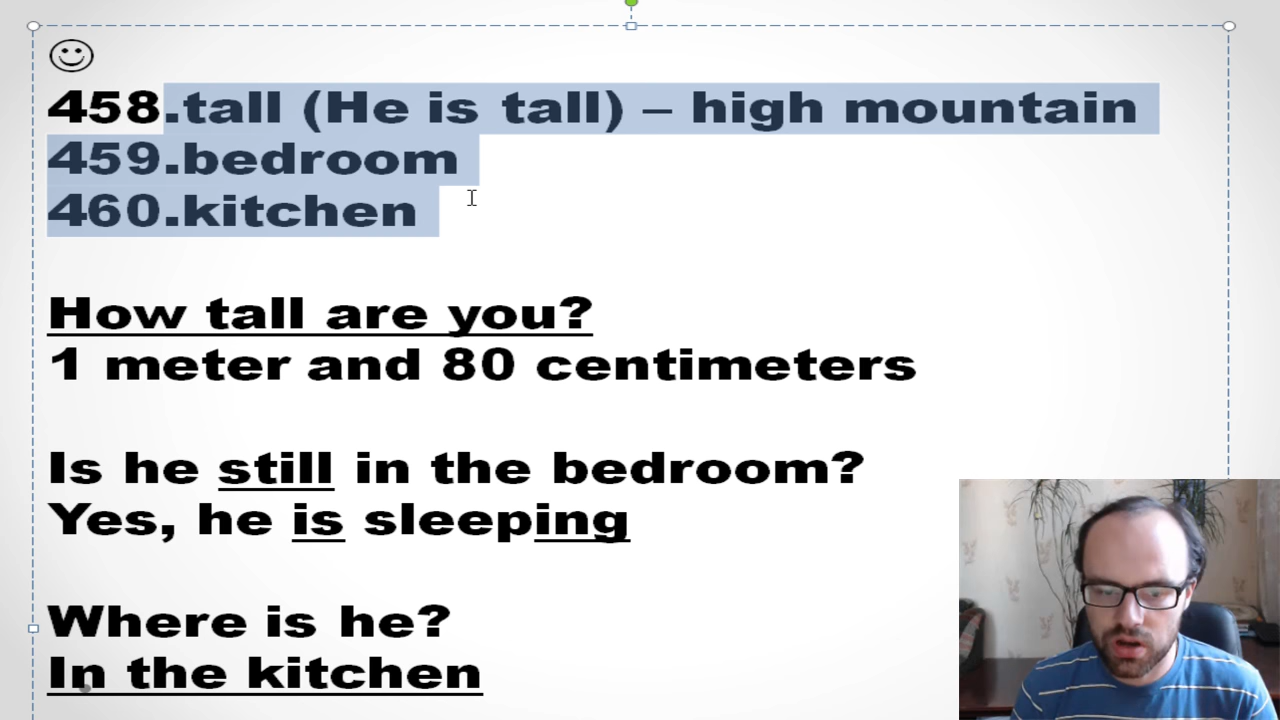 458.tall (He is tall) – high mountain
459.bedroom
460.kitchen
How tall are you?
1 meter and 80 centimeters
Is he still in the bedroom?
Yes, he is sleeping
Where is he?
In the kitchen